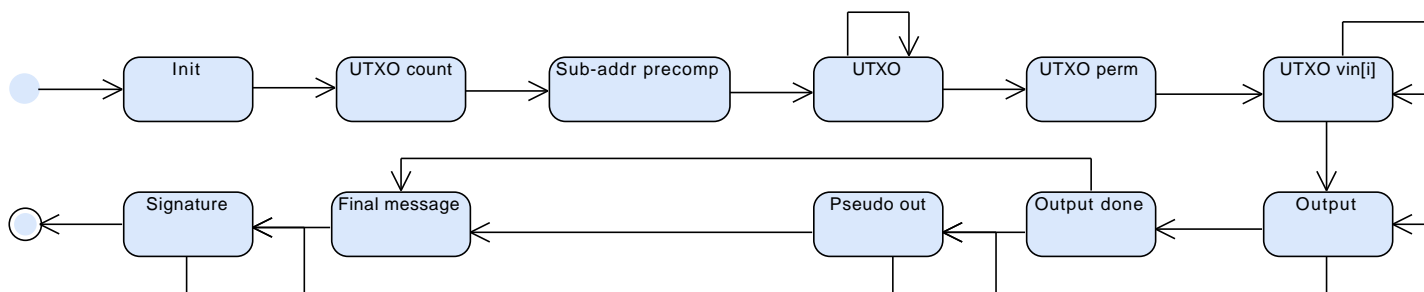 Init
UTXO count
Sub-addr precomp
UTXO
UTXO perm
UTXO vin[i]
Signature
Final message
Pseudo out
Output done
Output